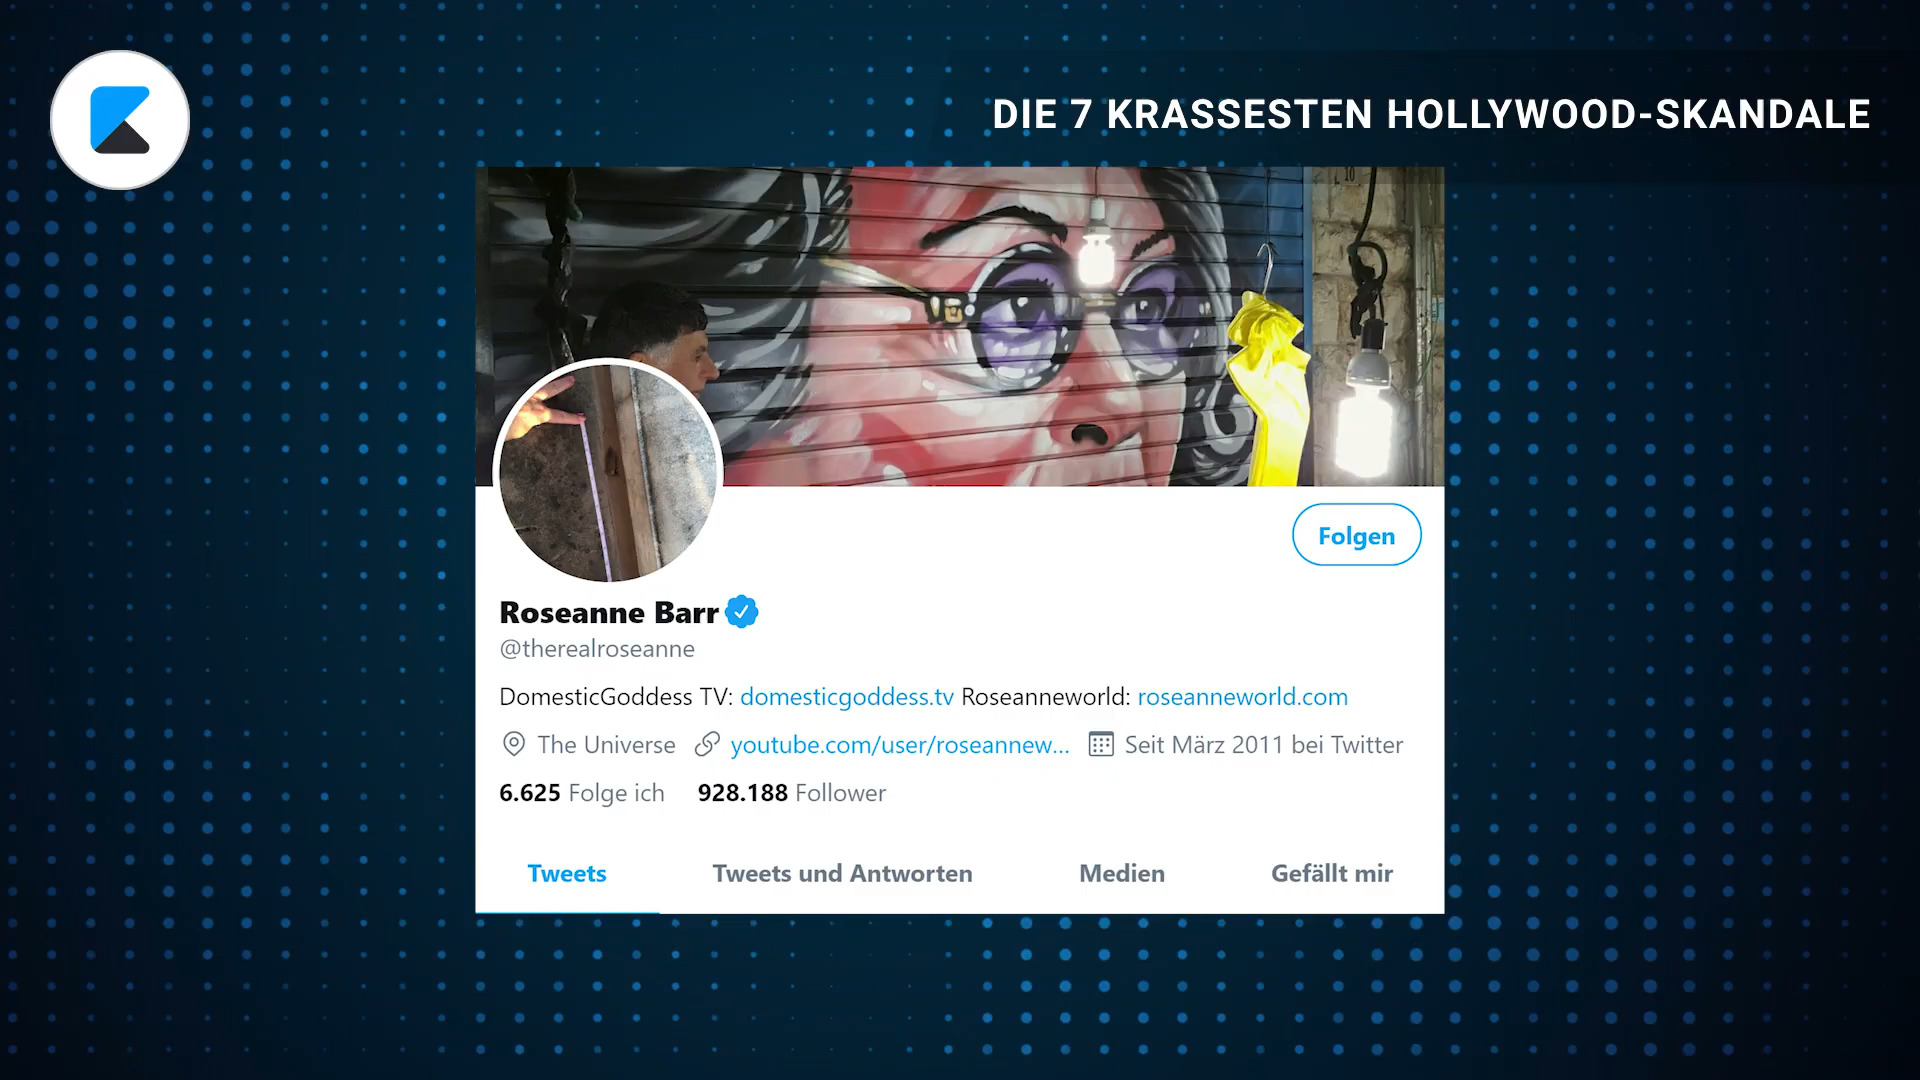 DIE 7 KRASSESTEN HOLLYWOOD-SKANDALE
Folgen
Roseanne Barr
@therealroseanne
DomesticGoddess TV: domesticgoddess.tv Roseanneworld: roseanneworld.com
The Universe youtube.com/user/roseannew... Seit März 2011 bei Twitter
6.625 Folge ich 928.188 Follower
Tweets Tweets und Antworten Medien Gefällt mir